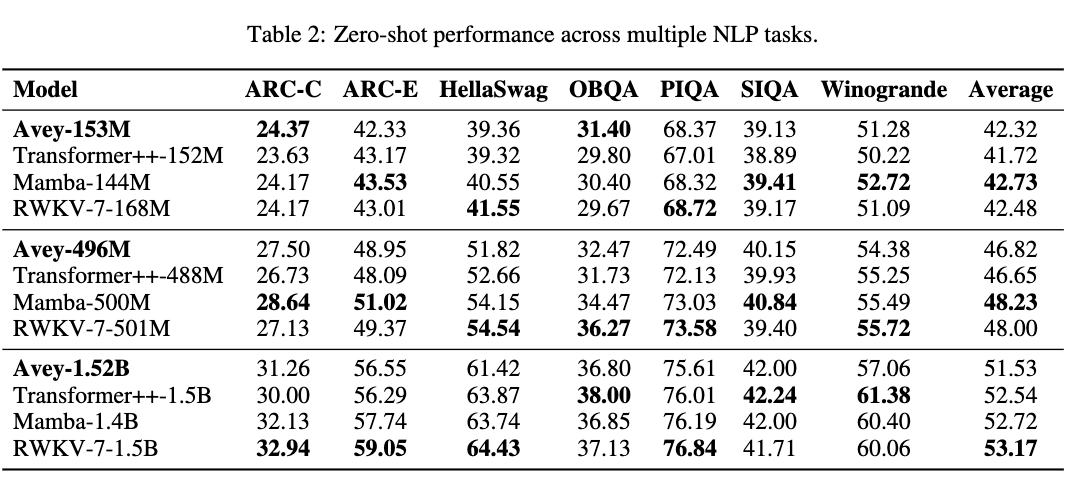 Table 2: Zero-shot performance across multiple NLP tasks.
Model ARC-C ARC-E HellaSwag OBQA PIQA SIQA Winogrande Average
Avey-153M 24.37 42.33 39.36 31.40 68.37 39.13 51.28 42.32
Transformer++-152M 23.63 43.17 39.32 29.80 67.01 38.89 50.22 41.72
Mamba-144M 24.17 43.53 40.55 30.40 68.32 39.41 52.72 42.73
RWKV-7-168M 24.17 43.01 41.55 29.67 68.72 39.17 51.09 42.48
Avey-496M 27.50 48.95 51.82 32.47 72.49 40.15 54.38 46.82
Transformer++-488M 26.73 48.09 52.66 31.73 72.13 39.93 55.25 46.65
Mamba-500M 28.64 51.02 54.15 34.47 73.03 40.84 55.49 48.23
RWKV-7-501M 27.13 49.37 54.54 36.27 73.58 39.40 55.72 48.00
Avey-1.52B 31.26 56.55 61.42 36.80 75.61 42.00 57.06 51.53
Transformer++-1.5B 30.00 56.29 63.87 38.00 76.01 42.24 61.38 52.54
Mamba-1.4B 32.13 57.74 63.74 36.85 76.19 42.00 60.40 52.72
RWKV-7-1.5B 32.94 59.05 64.43 37.13 76.84 41.71 60.06 53.17